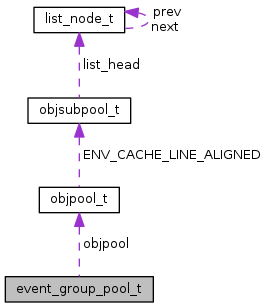 list_node_t
prev
next
list_head
objsubpool_t
ENV_CACHE_LINE_ALIGNED
objpool_t
objpool
event_group_pool_t